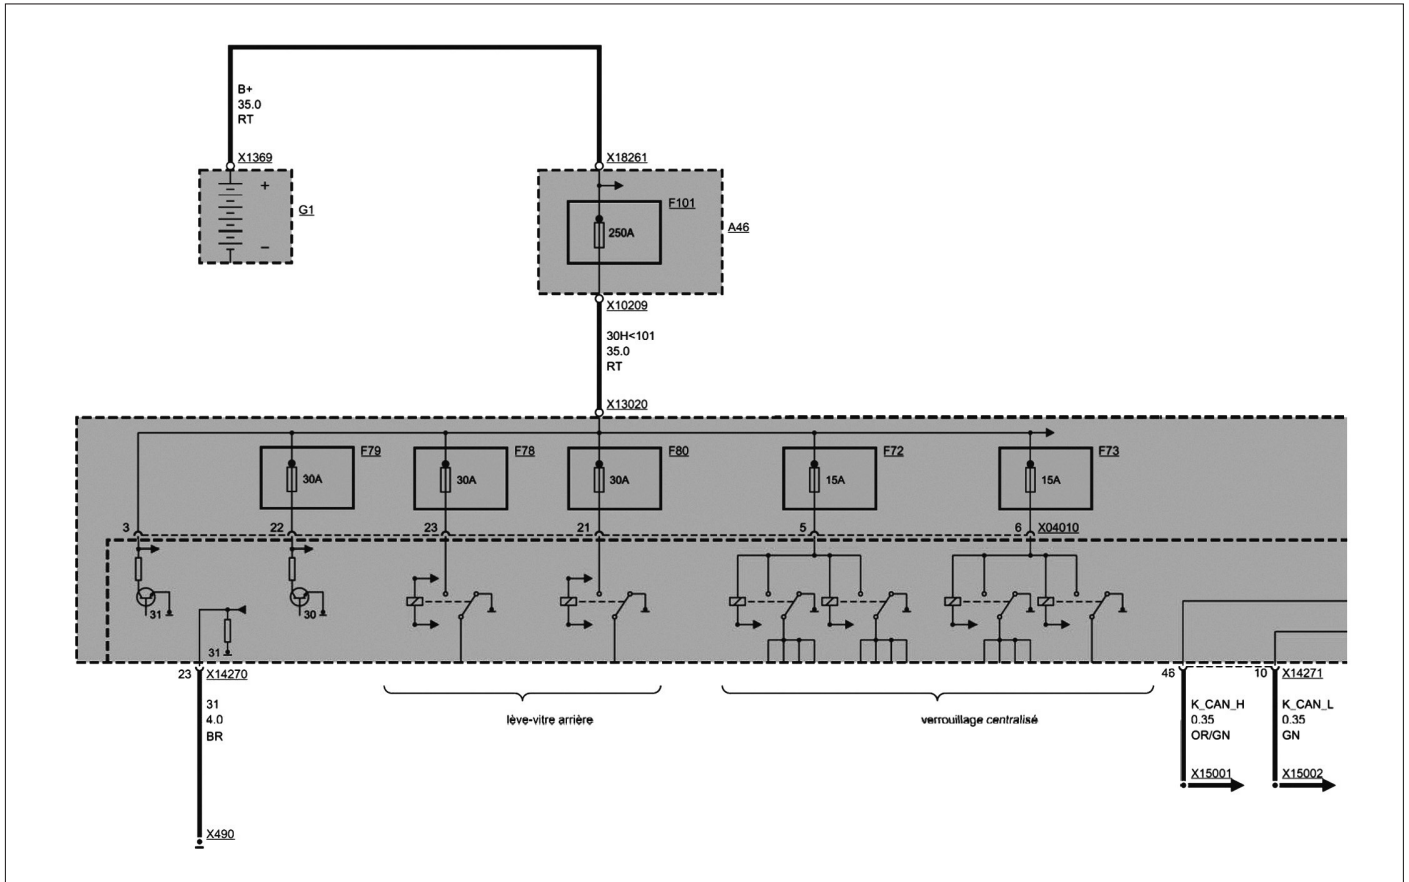 B+
35.0
RT
X1369
X18261
+
F101
G1
250A
A46
−
X10209
30H<101
35.0
RT
X13020
F79
F78
F80
F72
F73
30A
30A
30A
15A
15A
3
22
23
21
5
6
X04010
31
30
31
23
X14270
46
10
X14271
31
4.0
BR
lève-vitre arrière
verrouillage centralisé
K_CAN_H
0.35
OR/GN
K_CAN_L
0.35
GN
X15001
X15002
X490